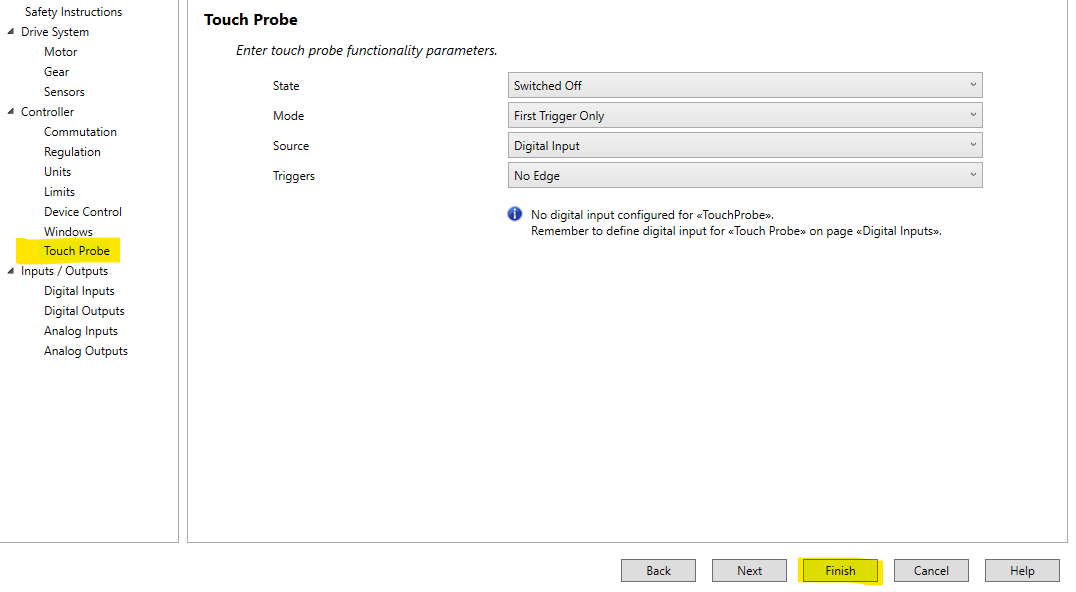 Safety Instructions
Drive System
Motor
Gear
Sensors
Controller
Commutation
Regulation
Units
Limits
Device Control
Windows
Touch Probe
Inputs / Outputs
Digital Inputs
Digital Outputs
Analog Inputs
Analog Outputs
Touch Probe
Enter touch probe functionality parameters.
State Switched Off
Mode First Trigger Only
Source Digital Input
Triggers No Edge
No digital input configured for «TouchProbe».
Remember to define digital input for «Touch Probe» on page «Digital Inputs».
Back Next Finish Cancel Help